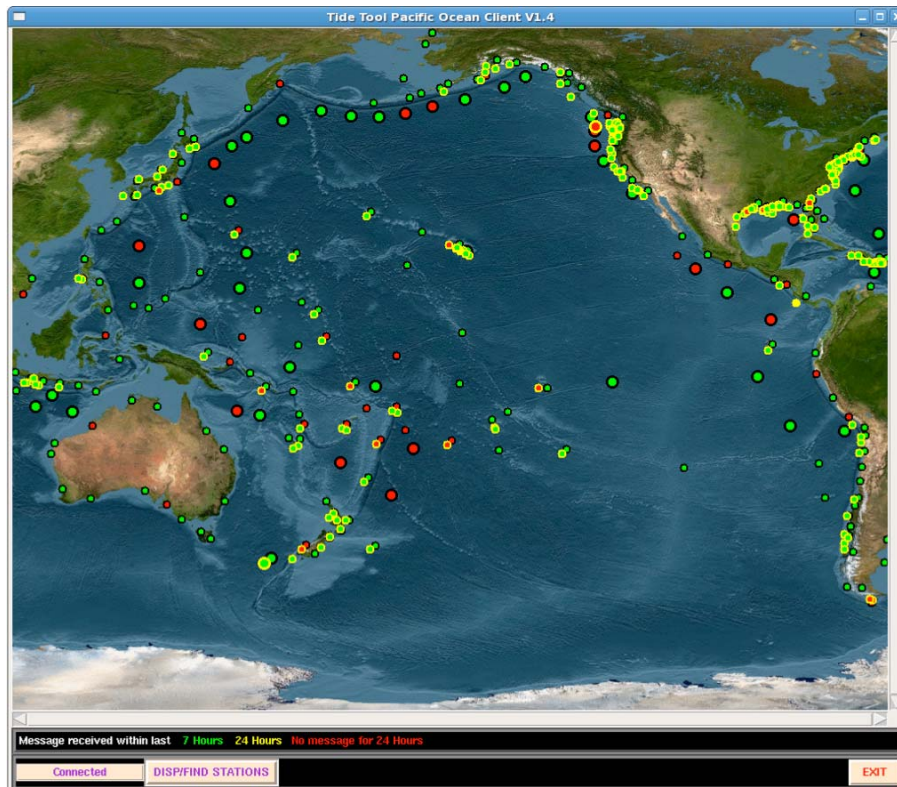 Tide Tool Pacific Ocean Client V1.4
Message received within last 7 Hours 24 Hours No message for 24 Hours
Connected DISP/FIND STATIONS EXIT